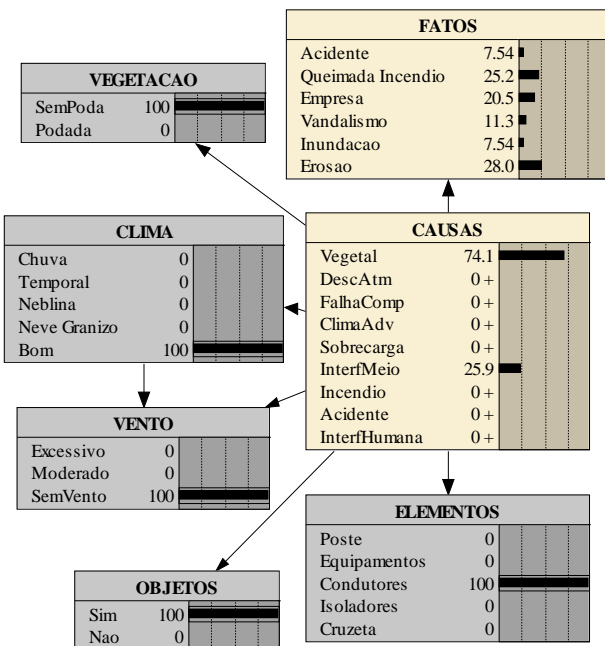 FATOS
Acidente 7.54
Queimada Incendio 25.2
Empresa 20.5
Vandalismo 11.3
Inundacao 7.54
Erosao 28.0
VEGETACAO
SemPoda 100
Podada 0
CLIMA
Chuva 0
Temporal 0
Neblina 0
Neve Granizo 0
Bom 100
CAUSAS
Vegetal 74.1
DescAtm 0 +
FalhaComp 0 +
ClimaAdv 0 +
Sobrecarga 0 +
InterfMeio 25.9
Incendio 0 +
Acidente 0 +
InterfHumana 0 +
VENTO
Excessivo 0
Moderado 0
SemVento 100
ELEMENTOS
Poste 0
Equipamentos 0
Condutores 100
Isoladores 0
Cruzeta 0
OBJETOS
Sim 100
Nao 0